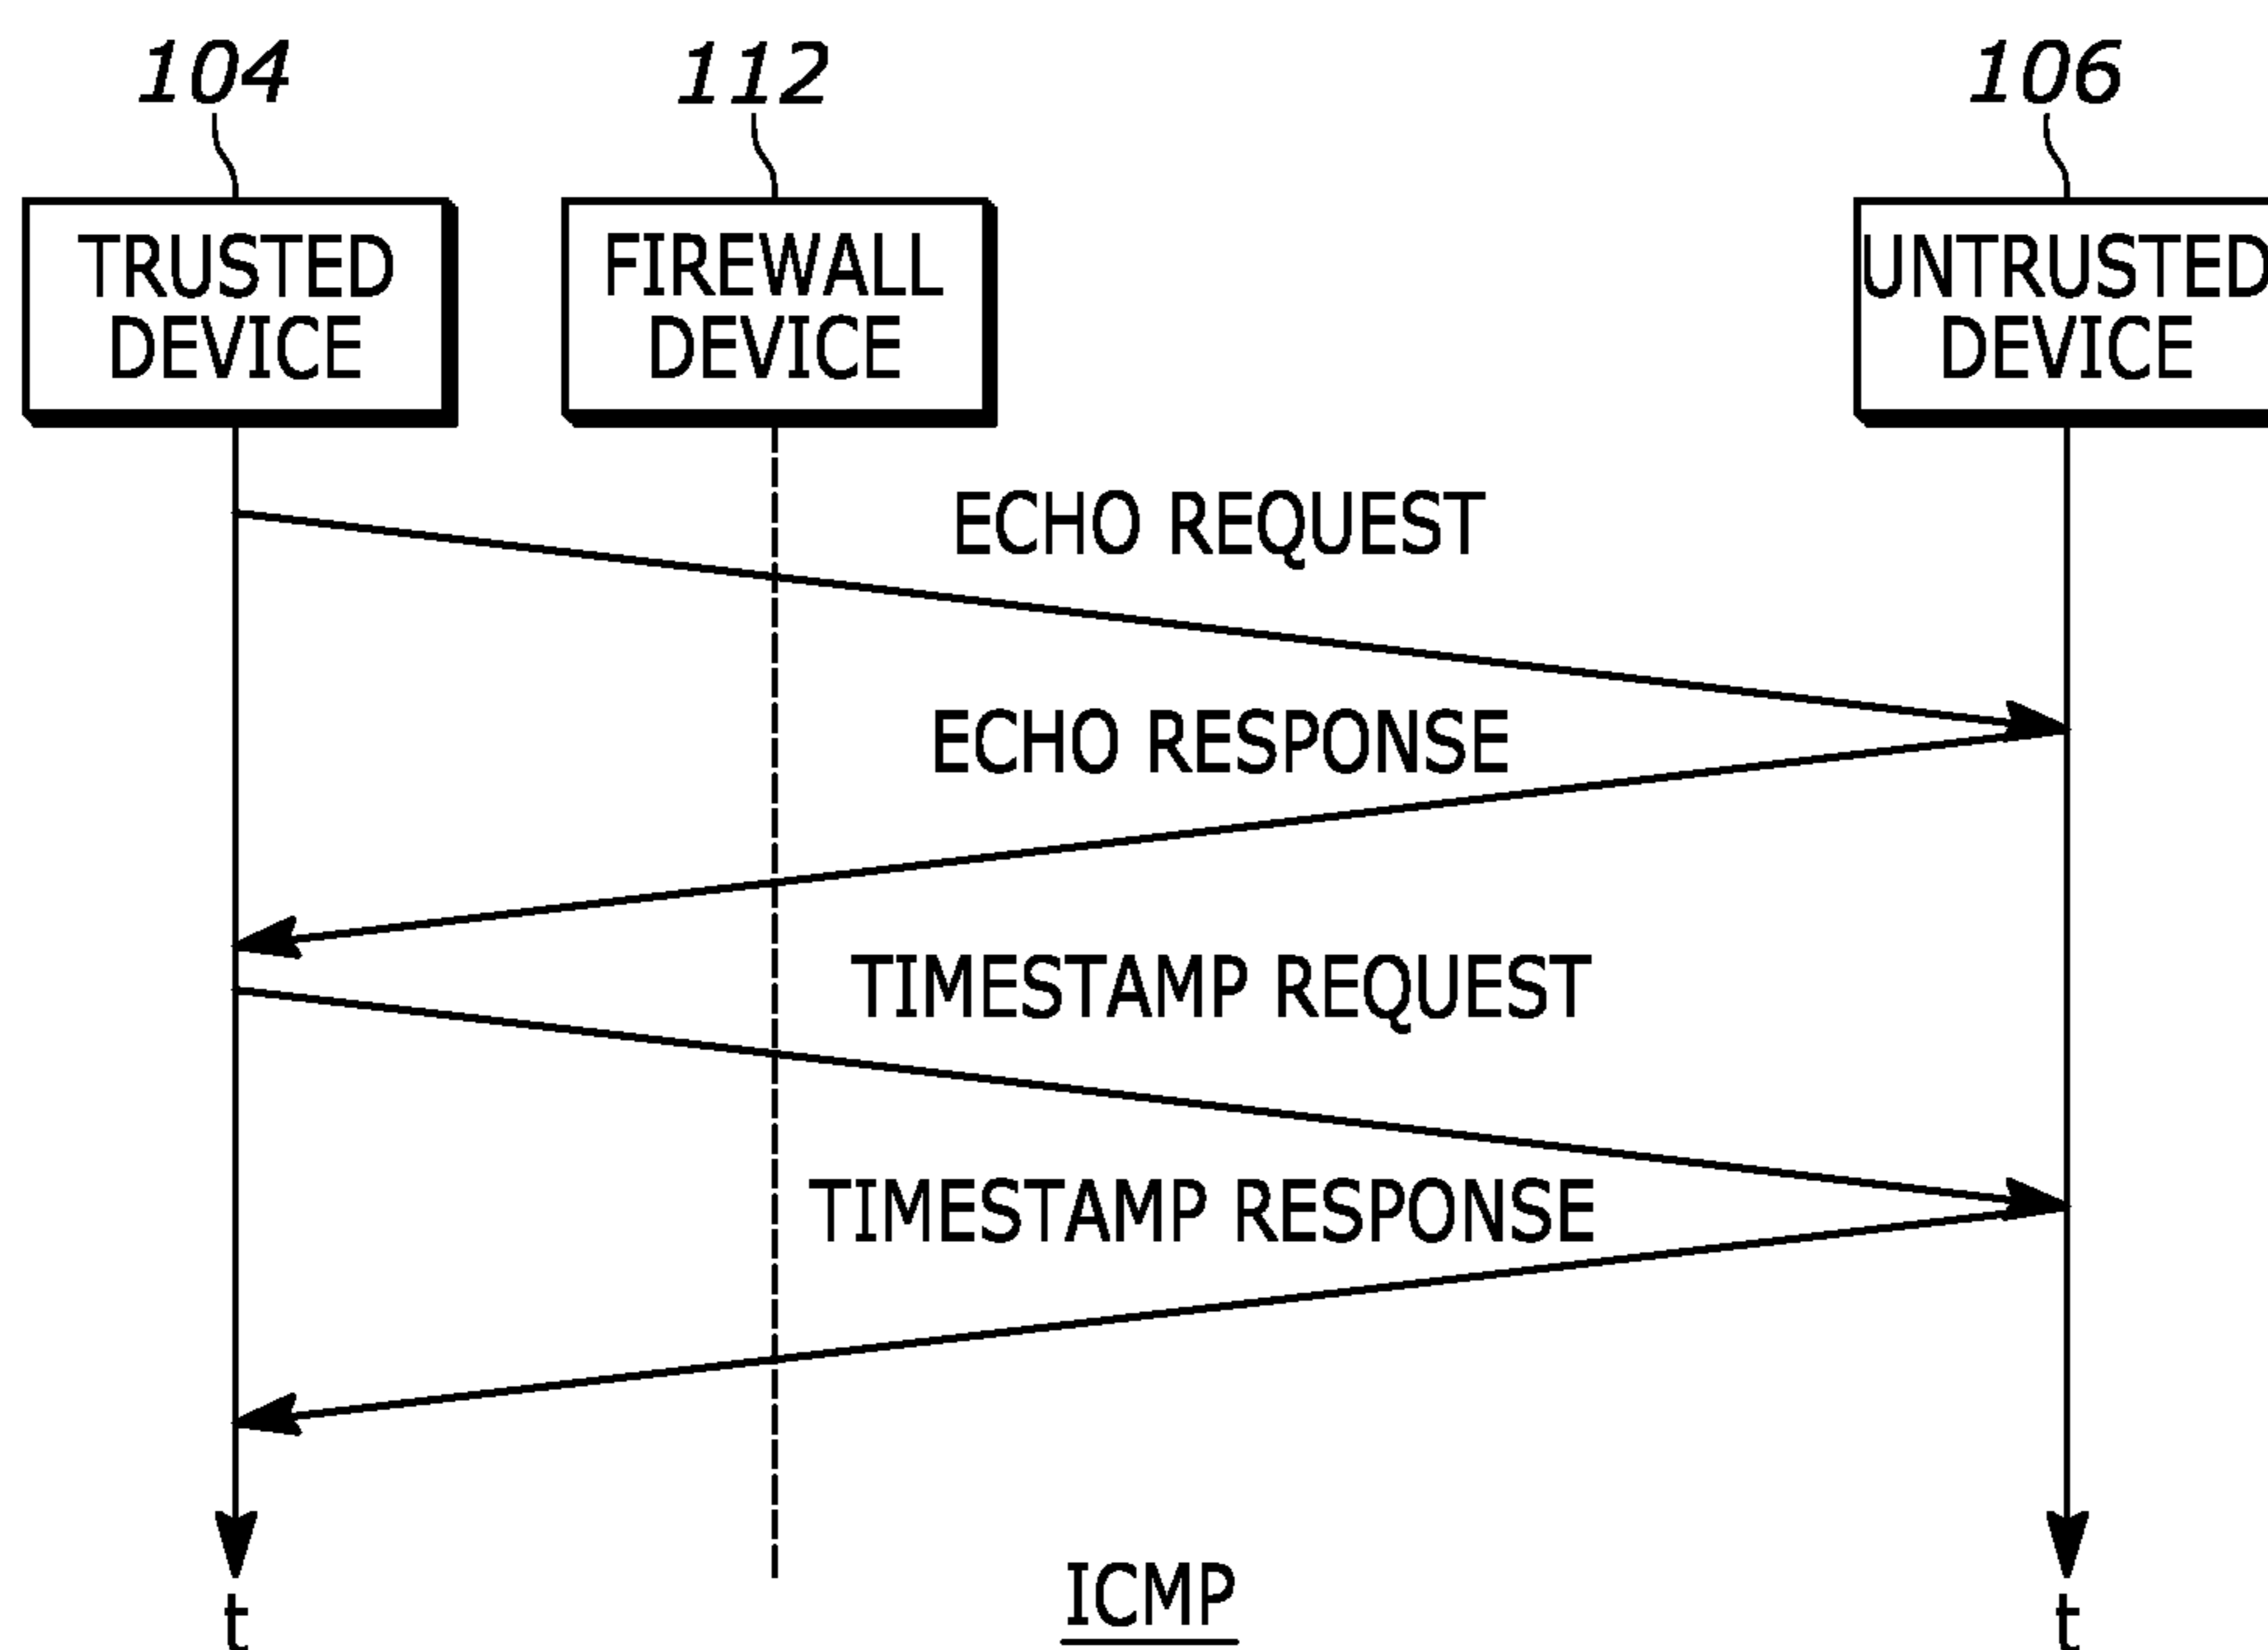 104 112 106
TRUSTED DEVICE
FIREWALL DEVICE
UNTRUSTED DEVICE
ECHO REQUEST
ECHO RESPONSE
TIMESTAMP REQUEST
TIMESTAMP RESPONSE
t
ICMP
t